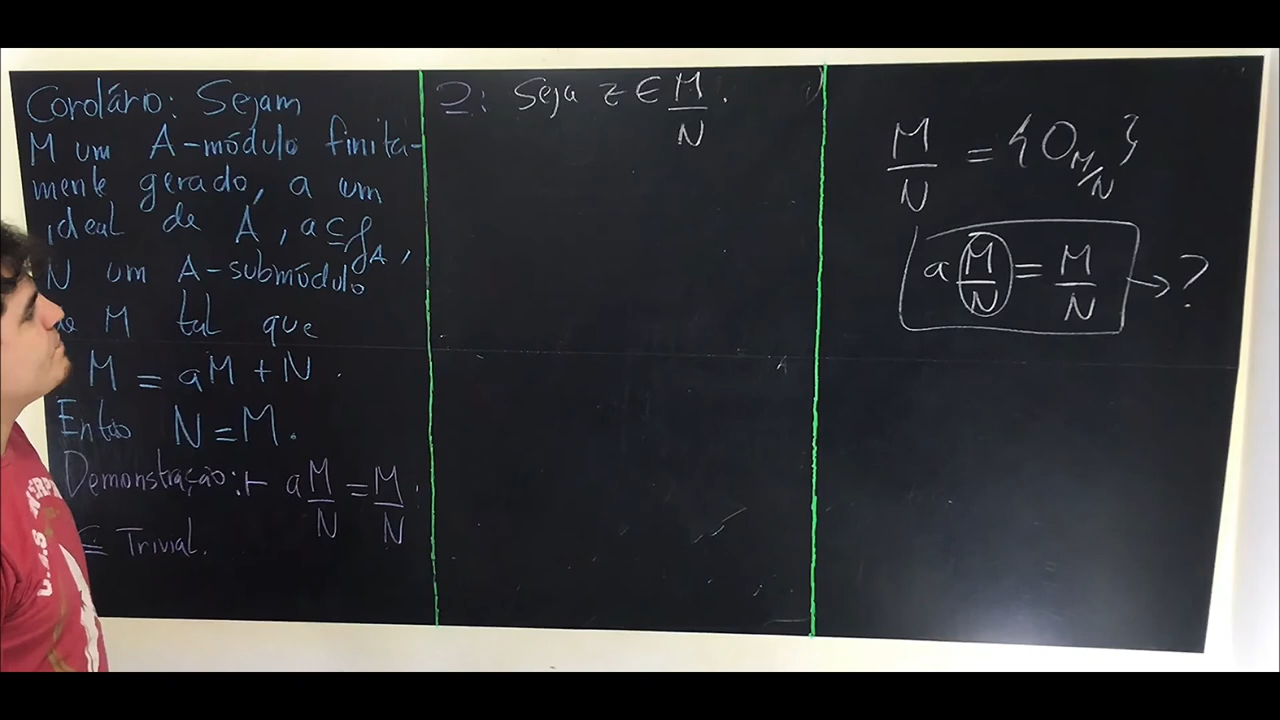 Corolário: Sejam
M um A-módulo finita-
mente gerado, a um
ideal de A, a ⊆ J_A,
N um A-submódulo
de M tal que
M = aM + N.
Então N = M.
Demonstração: ⊢ a M/N = M/N.
⊆ Trivial.
⊇: Seja z ∈ M/N.
M/N = {0_{M/N}}
a M/N = M/N → ?